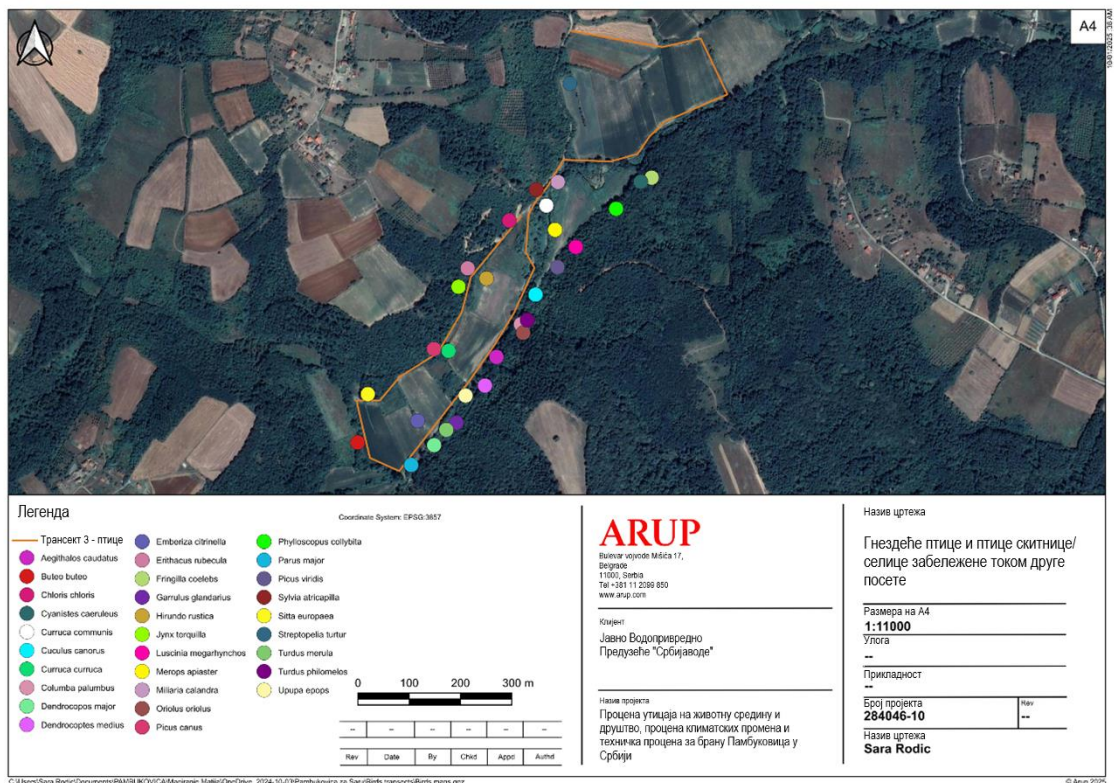 A4
10/01/2025 :36 AM
Легенда
Coordinate System: EPSG:3857
Трансект 3 - птице
Aegithalos caudatus
Buteo buteo
Chloris chloris
Cyanistes caeruleus
Curruca communis
Cuculus canorus
Curruca curruca
Columba palumbus
Dendrocopos major
Dendrocoptes medius
Emberiza citrinella
Erithacus rubecula
Fringilla coelebs
Garrulus glandarius
Hirundo rustica
Jynx torquilla
Luscinia megarhynchos
Merops apiaster
Miliaria calandra
Oriolus oriolus
Picus canus
Phylloscopus collybita
Parus major
Picus viridis
Sylvia atricapilla
Sitta europaea
Streptopelia turtur
Turdus merula
Turdus philomelos
Upupa epops
0 100 200 300 m
-- -- -- -- -- --
Rev Date By Chkd Appd Authd
ARUP
Bulevar vojvode Mišića 17,
Belgrade
11000, Serbia
Tel +381 11 2099 850
www.arup.com
Клијент
Јавно Водопривредно
Предузеће "Србијаводе"
Назив пројекта
Процена утицаја на животну средину и
друштво, процена климатских промена и
техничка процена за брану Памбуковица у
Србији
Назив цртежа
Гнездеће птице и птице скитнице/
селице забележене током друге
посете
Размера на А4
1:11000
Улога
--
Прикладност
--
Број пројекта
284046-10
Rev
--
Назив цртежа
Sara Rodic
© Arup 2025